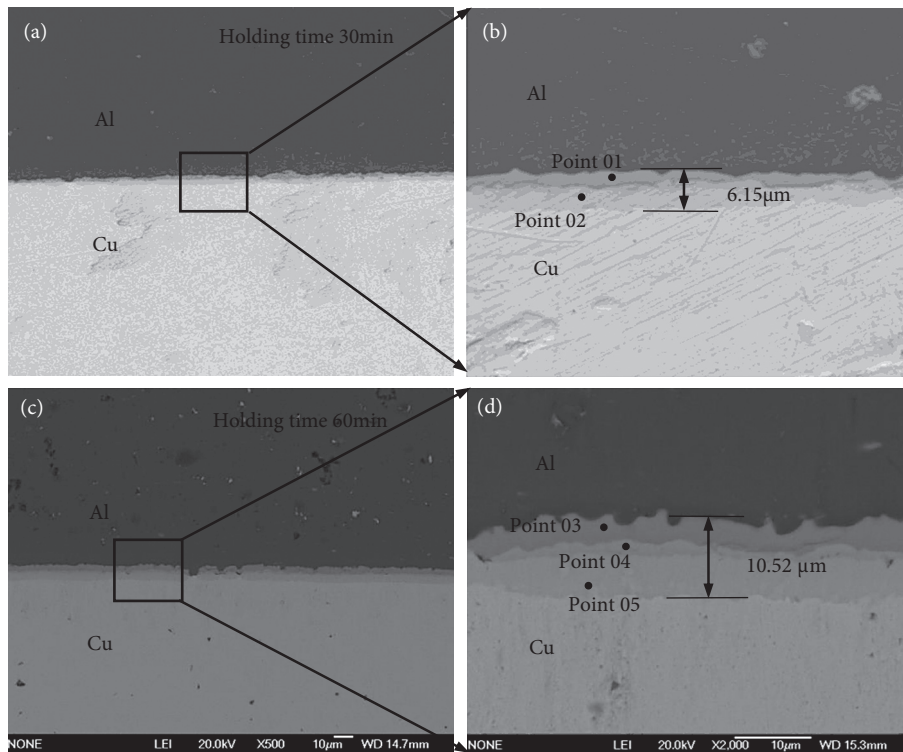 (a)
Holding time 30min
Al
Cu
(b)
Al
Point 01
6.15μm
Point 02
Cu
(c)
Holding time 60min
Al
Cu
NONE LEI 20.0kV X500 10μm WD 14.7mm
(d)
Al
Point 03
Point 04
10.52 μm
Point 05
Cu
NONE LEI 20.0kV X2,000 10μm WD 15.3mm